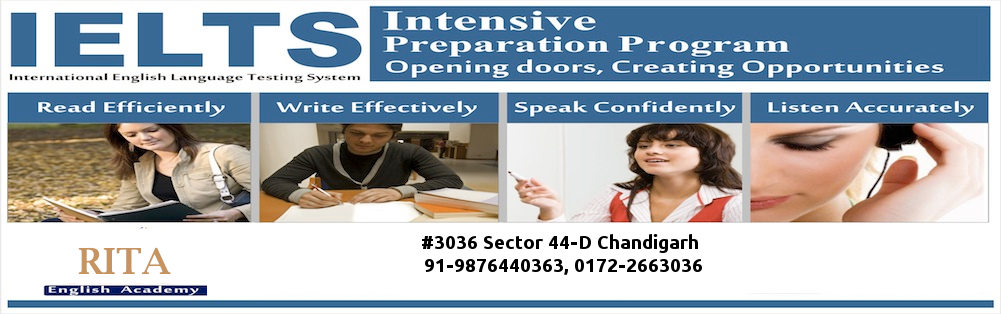 IELTS
International English Language Testing System
Intensive
Preparation Program
Opening doors, Creating Opportunities
Read Efficiently
Write Effectively
Speak Confidently
Listen Accurately
RITA
English Academy
#3036 Sector 44-D Chandigarh
91-9876440363, 0172-2663036